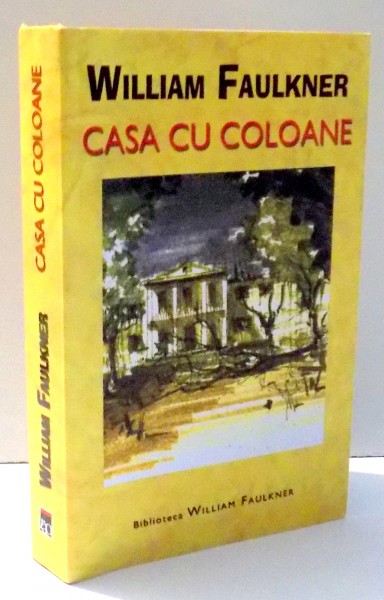 WILLIAM FAULKNER
CASA CU COLOANE
Biblioteca WILLIAM FAULKNER
WILLIAM FAULKNER
CASA CU COLOANE